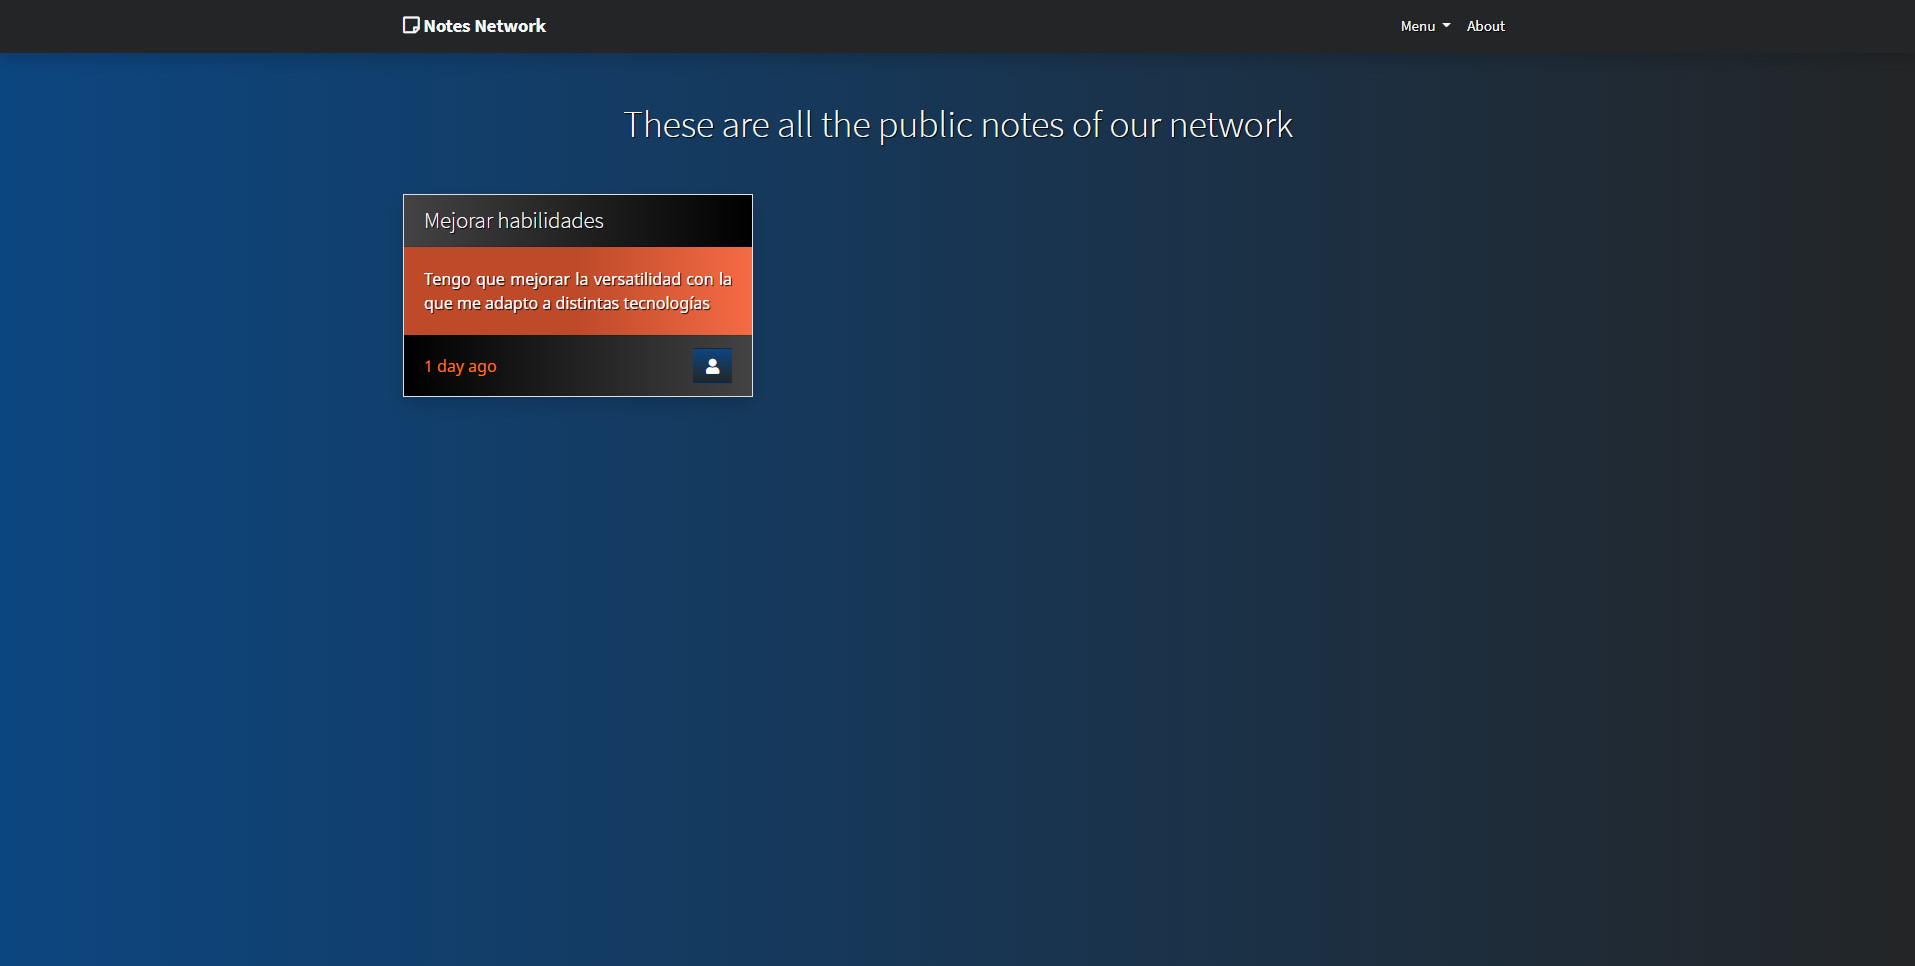 Notes Network
Menu
About
These are all the public notes of our network
Mejorar habilidades
Tengo que mejorar la versatilidad con la
que me adapto a distintas tecnologías
1 day ago